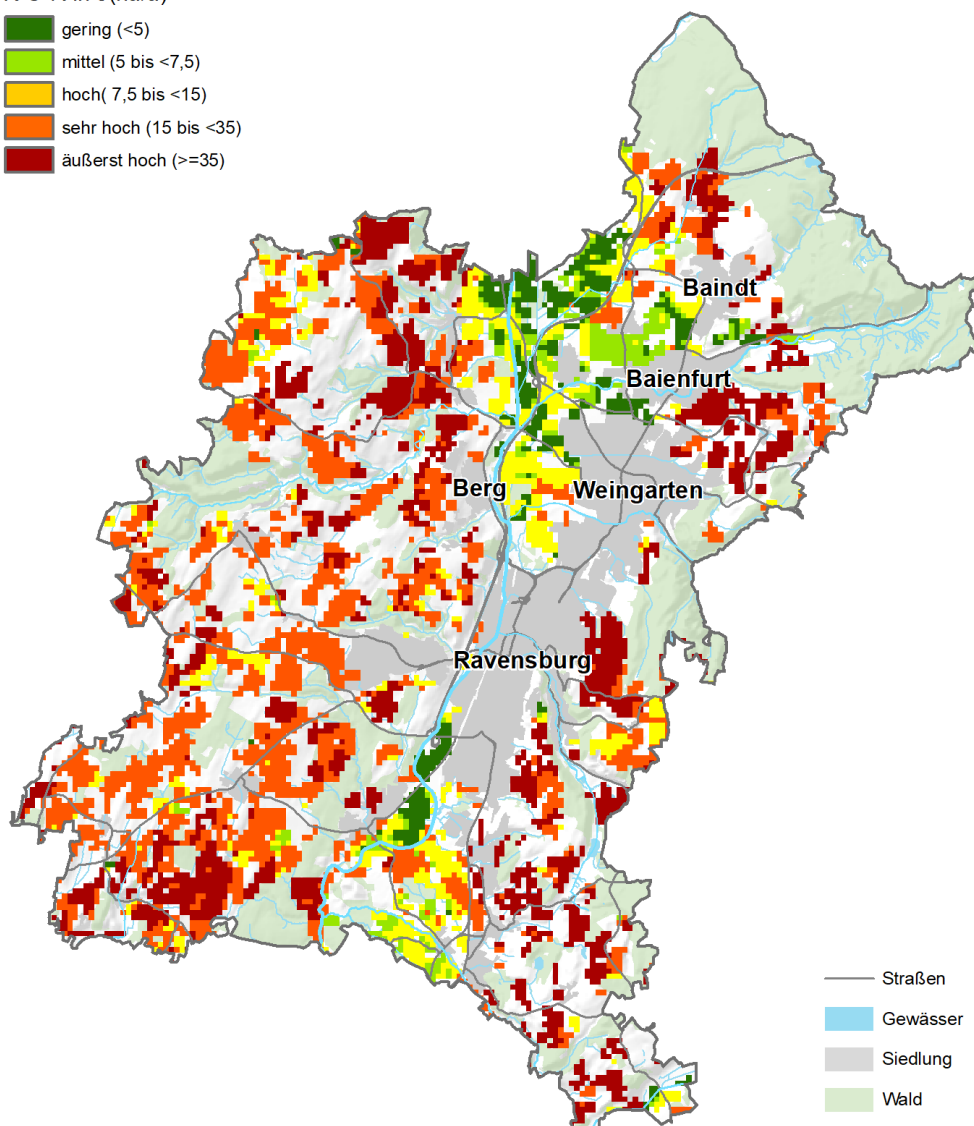 gering (<5)
mittel (5 bis <7,5)
hoch( 7,5 bis <15)
sehr hoch (15 bis <35)
äußerst hoch (>=35)
Baindt
Baienfurt
Berg
Weingarten
Ravensburg
Straßen
Gewässer
Siedlung
Wald